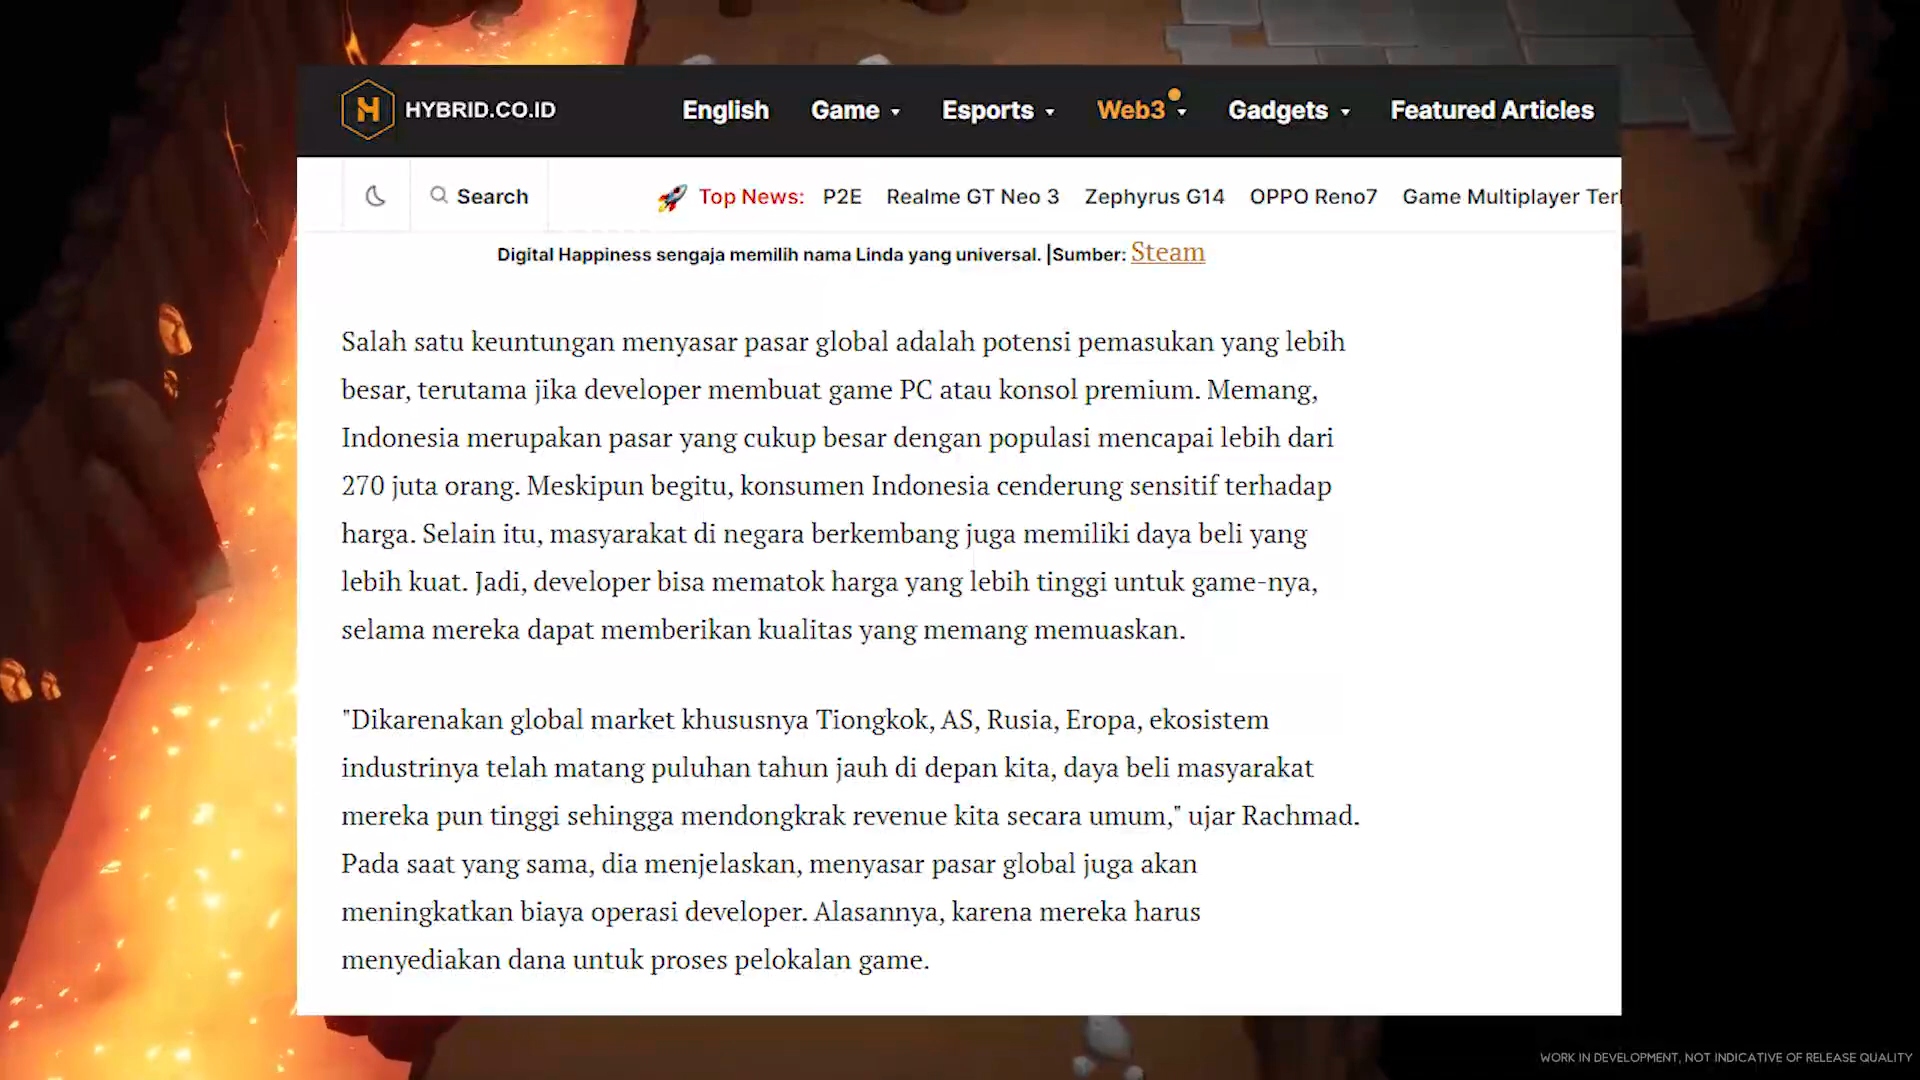 HYBRID.CO.ID
English Game Esports Web3 Gadgets Featured Articles
Search
Top News: P2E Realme GT Neo 3 Zephyrus G14 OPPO Reno7 Game Multiplayer
Digital Happiness sengaja memilih nama Linda yang universal. |Sumber: Steam
Salah satu keuntungan menyasar pasar global adalah potensi pemasukan yang lebih
besar, terutama jika developer membuat game PC atau konsol premium. Memang,
Indonesia merupakan pasar yang cukup besar dengan populasi mencapai lebih dari
270 juta orang. Meskipun begitu, konsumen Indonesia cenderung sensitif terhadap
harga. Selain itu, masyarakat di negara berkembang juga memiliki daya beli yang
lebih kuat. Jadi, developer bisa mematok harga yang lebih tinggi untuk game-nya,
selama mereka dapat memberikan kualitas yang memang memuaskan.
"Dikarenakan global market khususnya Tiongkok, AS, Rusia, Eropa, ekosistem
industrinya telah matang puluhan tahun jauh di depan kita, daya beli masyarakat
mereka pun tinggi sehingga mendongkrak revenue kita secara umum," ujar Rachmad.
Pada saat yang sama, dia menjelaskan, menyasar pasar global juga akan
meningkatkan biaya operasi developer. Alasannya, karena mereka harus
menyediakan dana untuk proses pelokalan game.
WORK IN DEVELOPMENT, NOT INDICATIVE OF RELEASE QUALITY